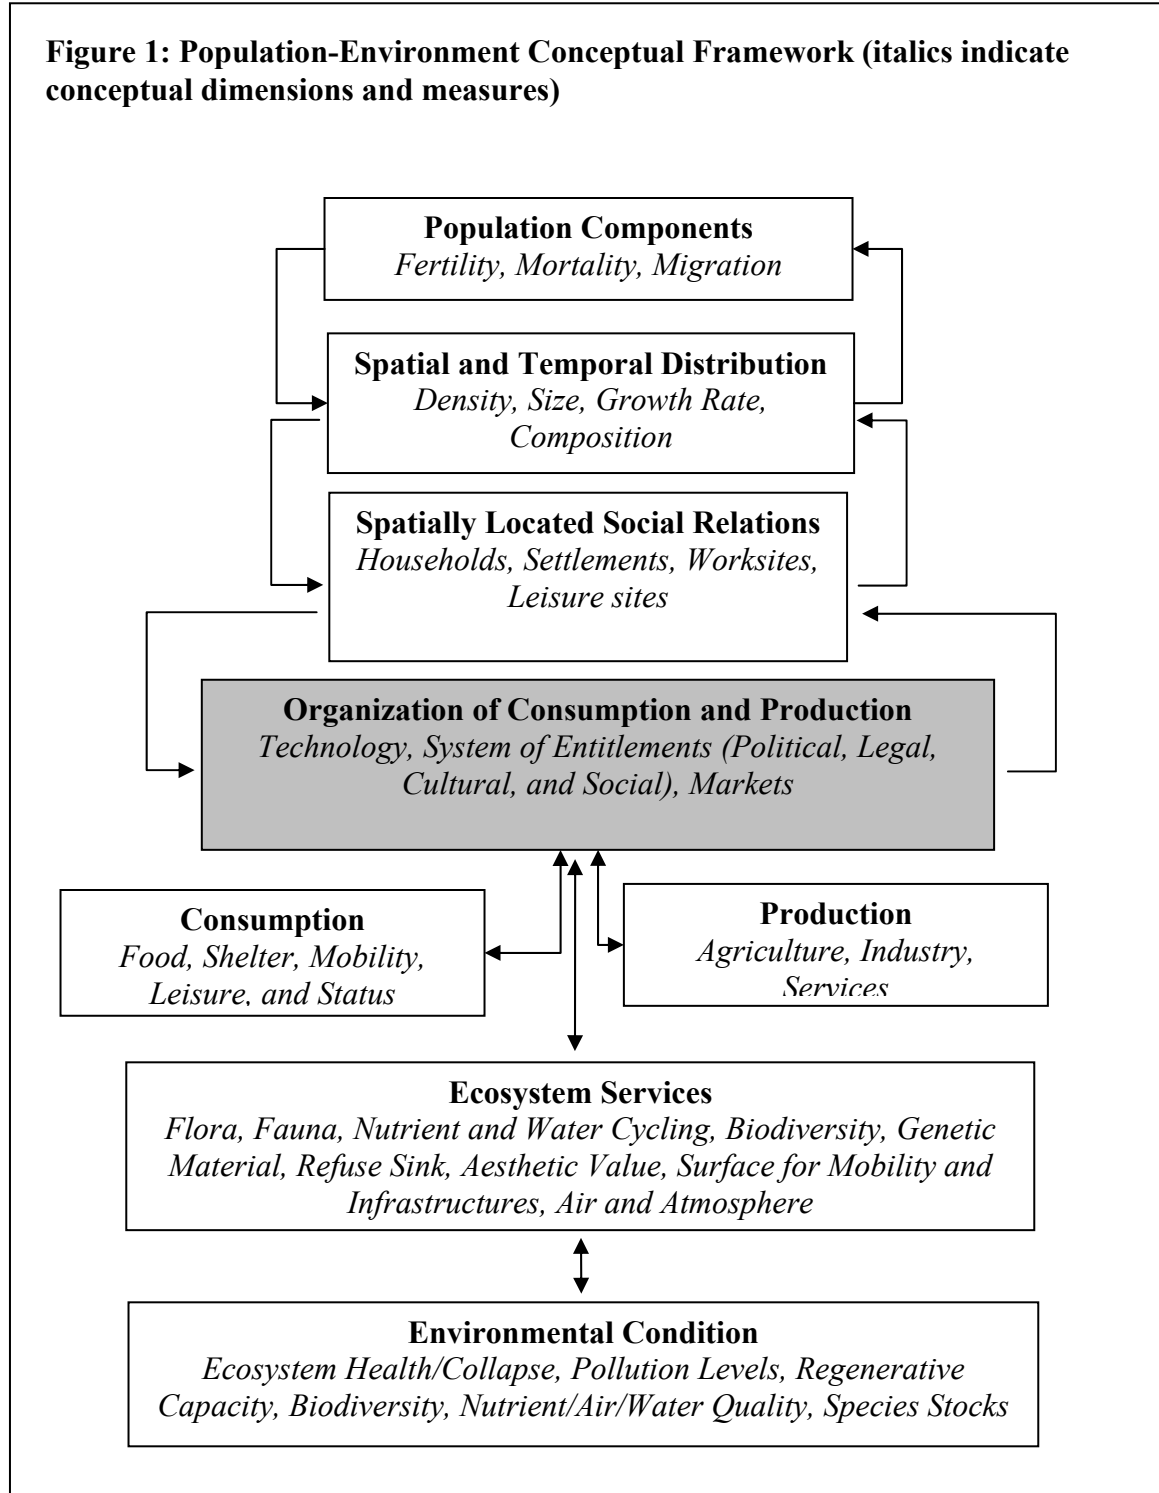 Figure 1: Population-Environment Conceptual Framework (italics indicate
conceptual dimensions and measures)
Population Components
Fertility, Mortality, Migration
Spatial and Temporal Distribution
Density, Size, Growth Rate,
Composition
Spatially Located Social Relations
Households, Settlements, Worksites,
Leisure sites
Organization of Consumption and Production
Technology, System of Entitlements (Political, Legal,
Cultural, and Social), Markets
Consumption
Food, Shelter, Mobility,
Leisure, and Status
Production
Agriculture, Industry,
Services
Ecosystem Services
Flora, Fauna, Nutrient and Water Cycling, Biodiversity, Genetic
Material, Refuse Sink, Aesthetic Value, Surface for Mobility and
Infrastructures, Air and Atmosphere
Environmental Condition
Ecosystem Health/Collapse, Pollution Levels, Regenerative
Capacity, Biodiversity, Nutrient/Air/Water Quality, Species Stocks